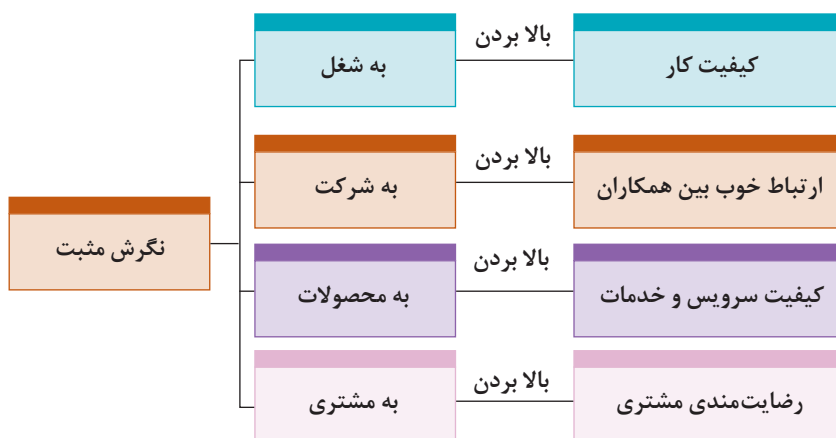 نگرش مثبت
به شغل
بالا بردن
کیفیت کار
به شرکت
بالا بردن
ارتباط خوب بین همکاران
به محصولات
بالا بردن
کیفیت سرویس و خدمات
به مشتری
بالا بردن
رضایت‌مندی مشتری